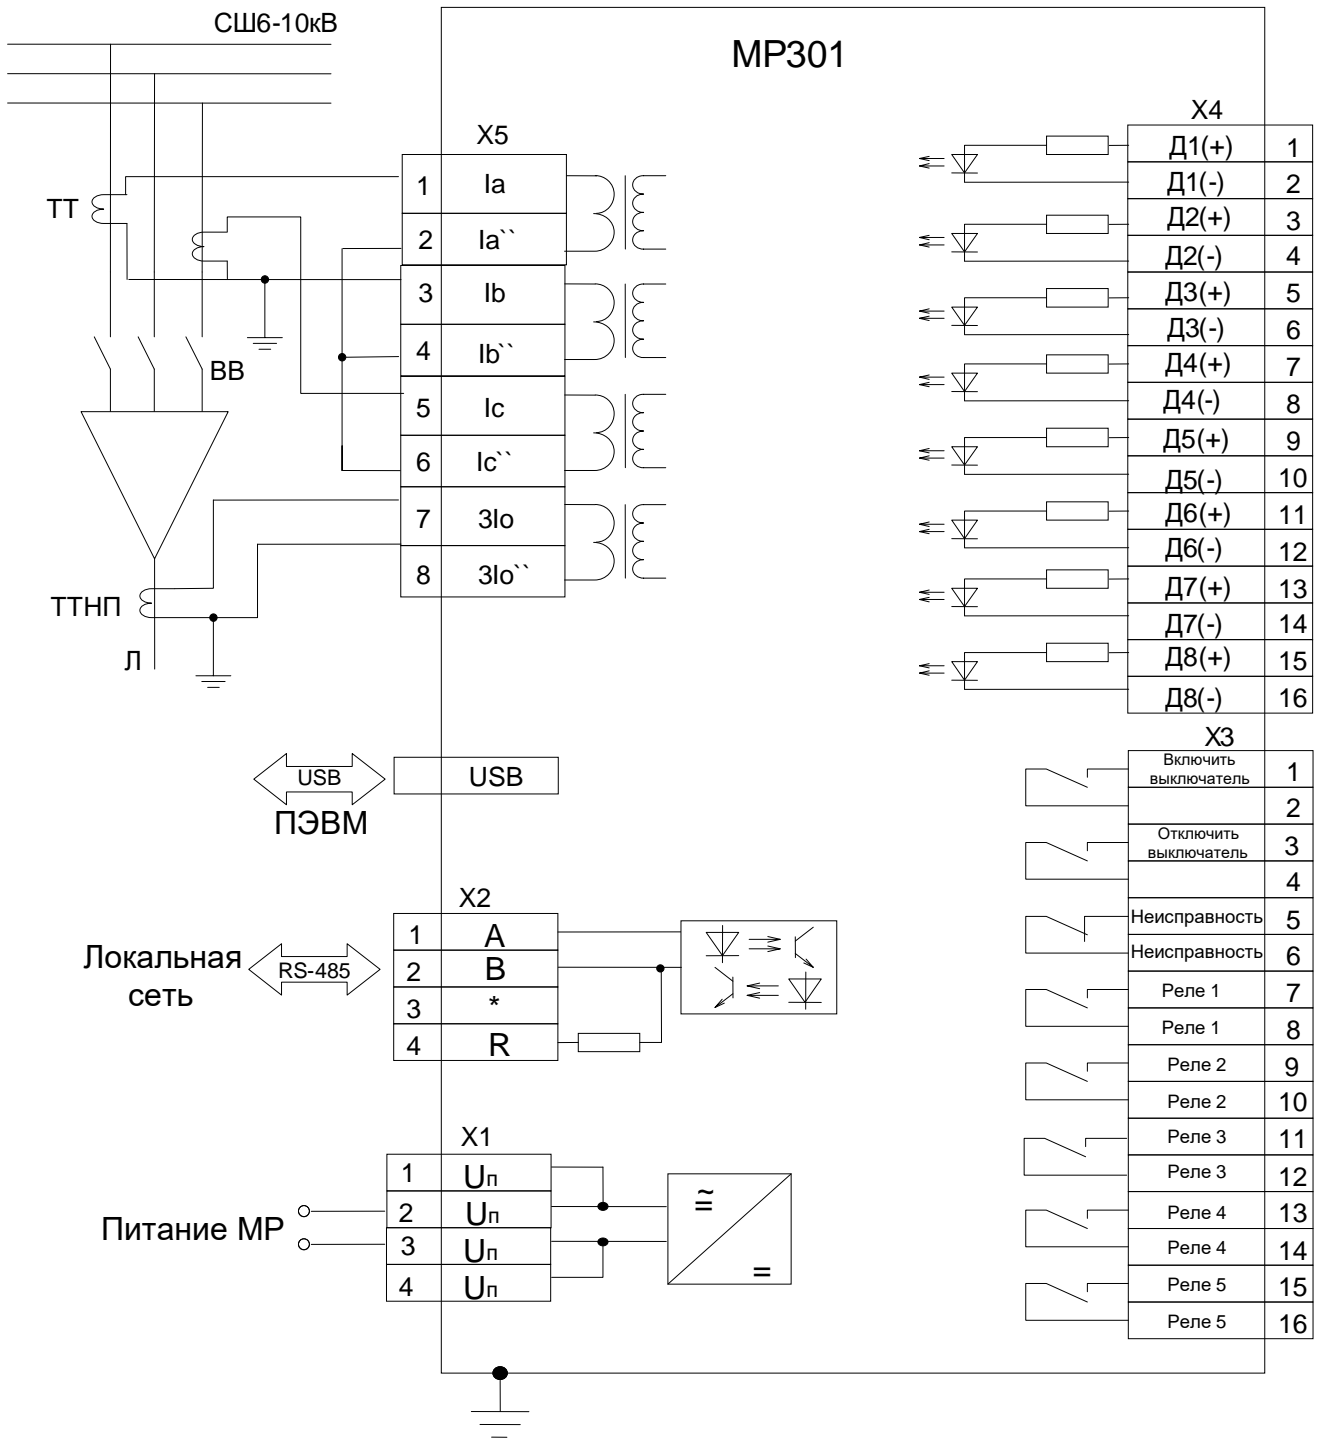 СШ6-10кВ
МР301
ТТ
ВВ
ТТНП
Л
X5
1 Ia
2 Ia``
3 Ib
4 Ib``
5 Ic
6 Ic``
7 3Io
8 3Io``
X4
Д1(+) 1
Д1(-) 2
Д2(+) 3
Д2(-) 4
Д3(+) 5
Д3(-) 6
Д4(+) 7
Д4(-) 8
Д5(+) 9
Д5(-) 10
Д6(+) 11
Д6(-) 12
Д7(+) 13
Д7(-) 14
Д8(+) 15
Д8(-) 16
USB
USB
ПЭВМ
X2
1 A
2 B
3 *
4 R
Локальная
сеть
RS-485
X1
1 Uп
2 Uп
3 Uп
4 Uп
Питание МР
≂
=
X3
Включить
выключатель
1
2
Отключить
выключатель
3
4
Неисправность 5
Неисправность 6
Реле 1 7
Реле 1 8
Реле 2 9
Реле 2 10
Реле 3 11
Реле 3 12
Реле 4 13
Реле 4 14
Реле 5 15
Реле 5 16